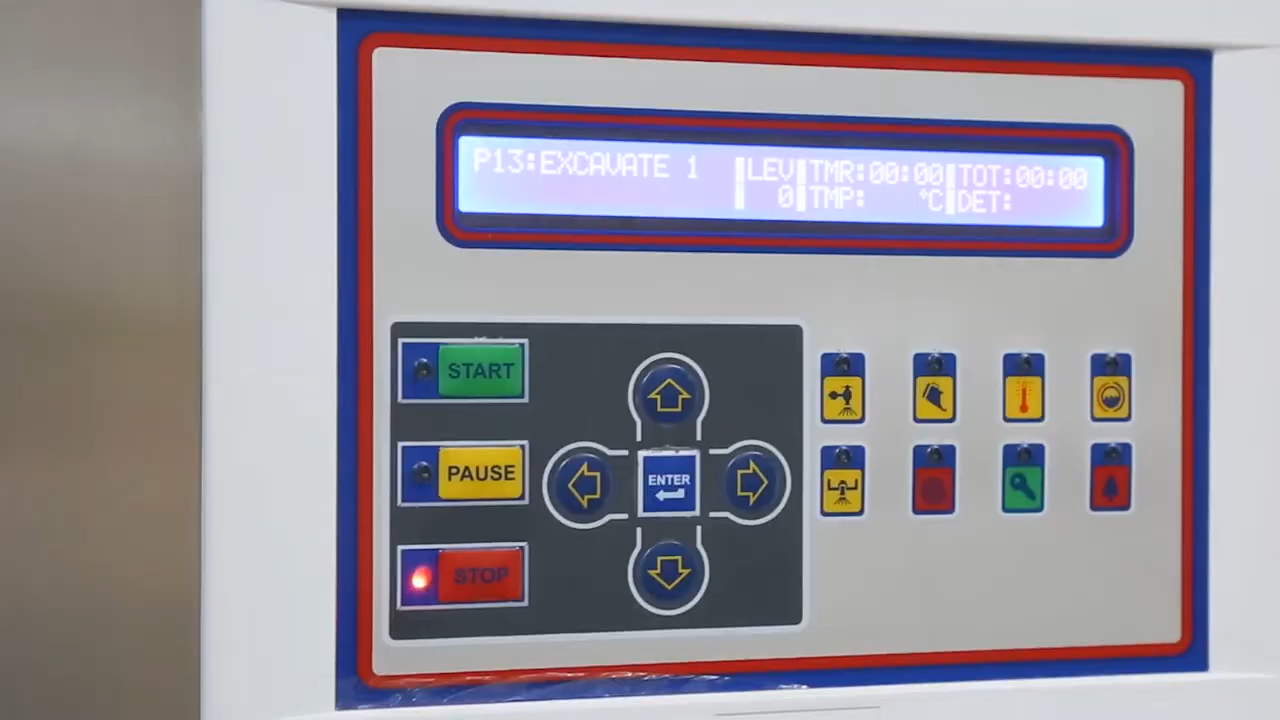 P13:EXCAVATE 1 LEV TMR:00:00 TOT:00:00
0 TMP: °C DET:
START
PAUSE
ENTER
STOP